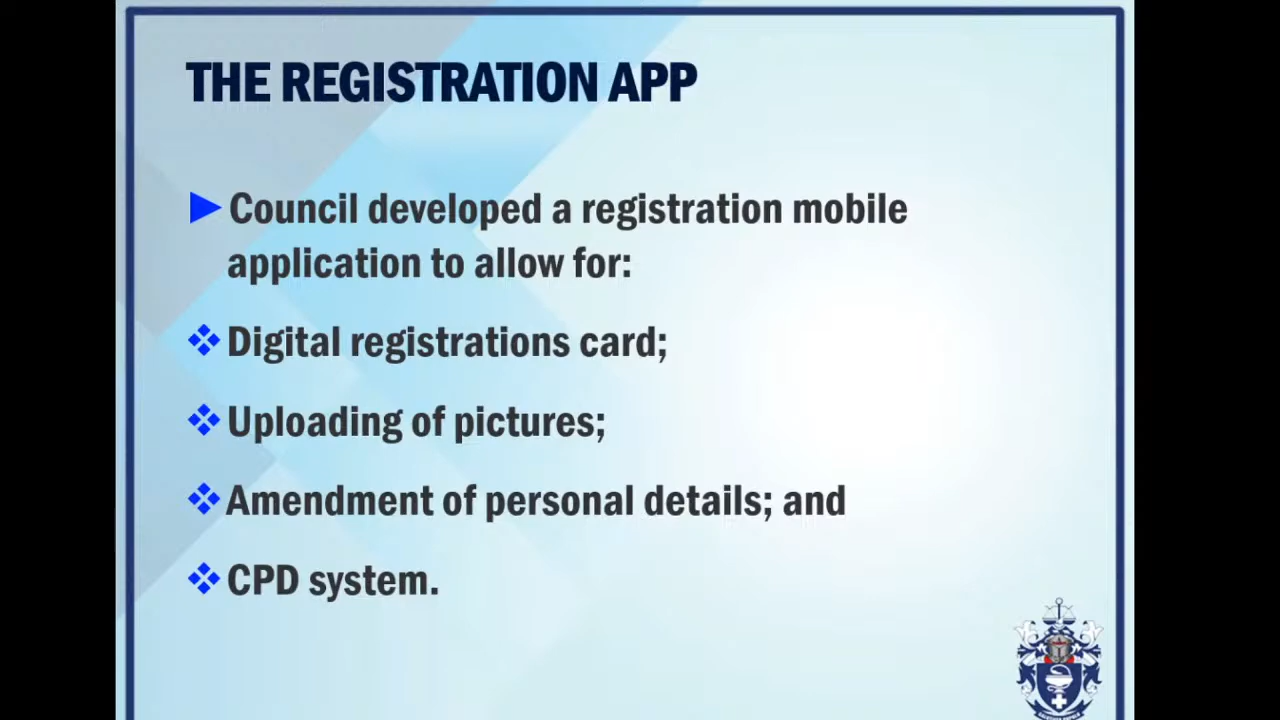 THE REGISTRATION APP
Council developed a registration mobile
application to allow for:
Digital registrations card;
Uploading of pictures;
Amendment of personal details; and
CPD system.